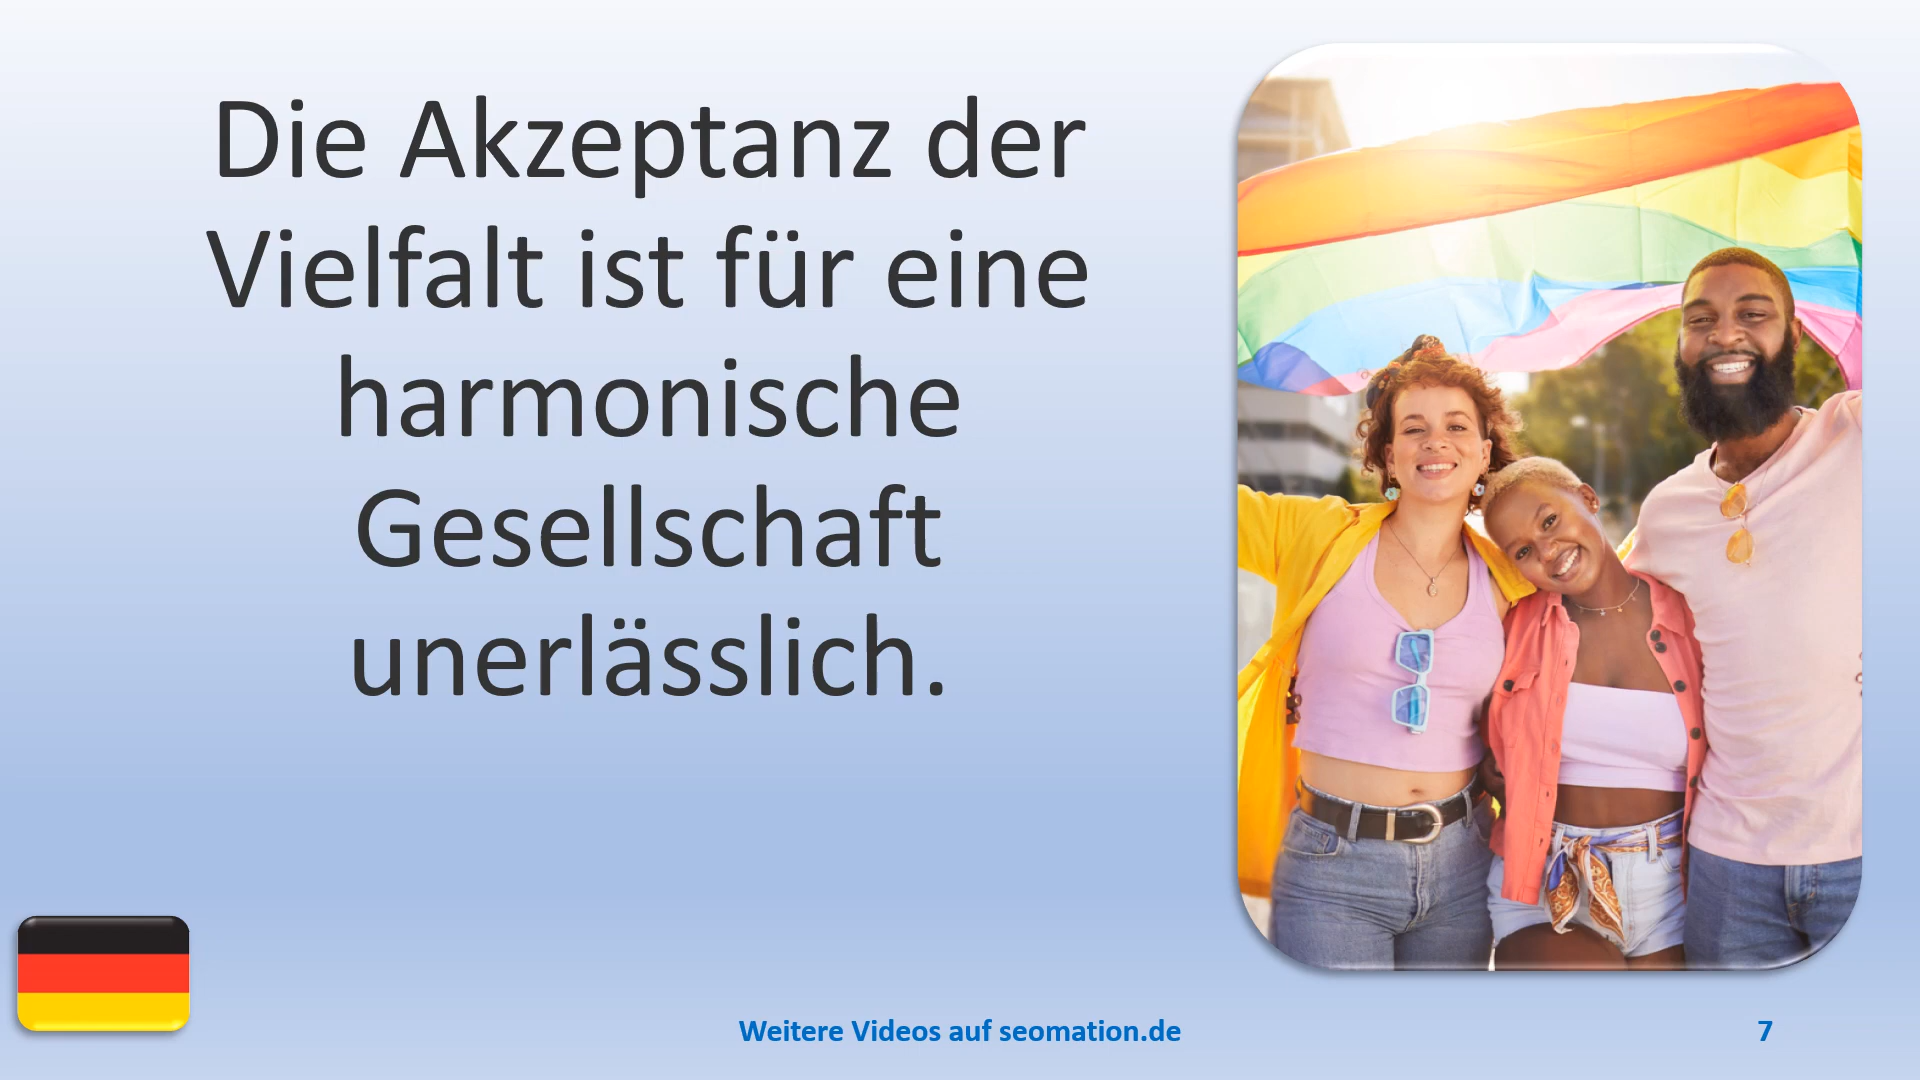 Die Akzeptanz der
Vielfalt ist für eine
harmonische
Gesellschaft
unerlässlich.
Weitere Videos auf seomation.de
7